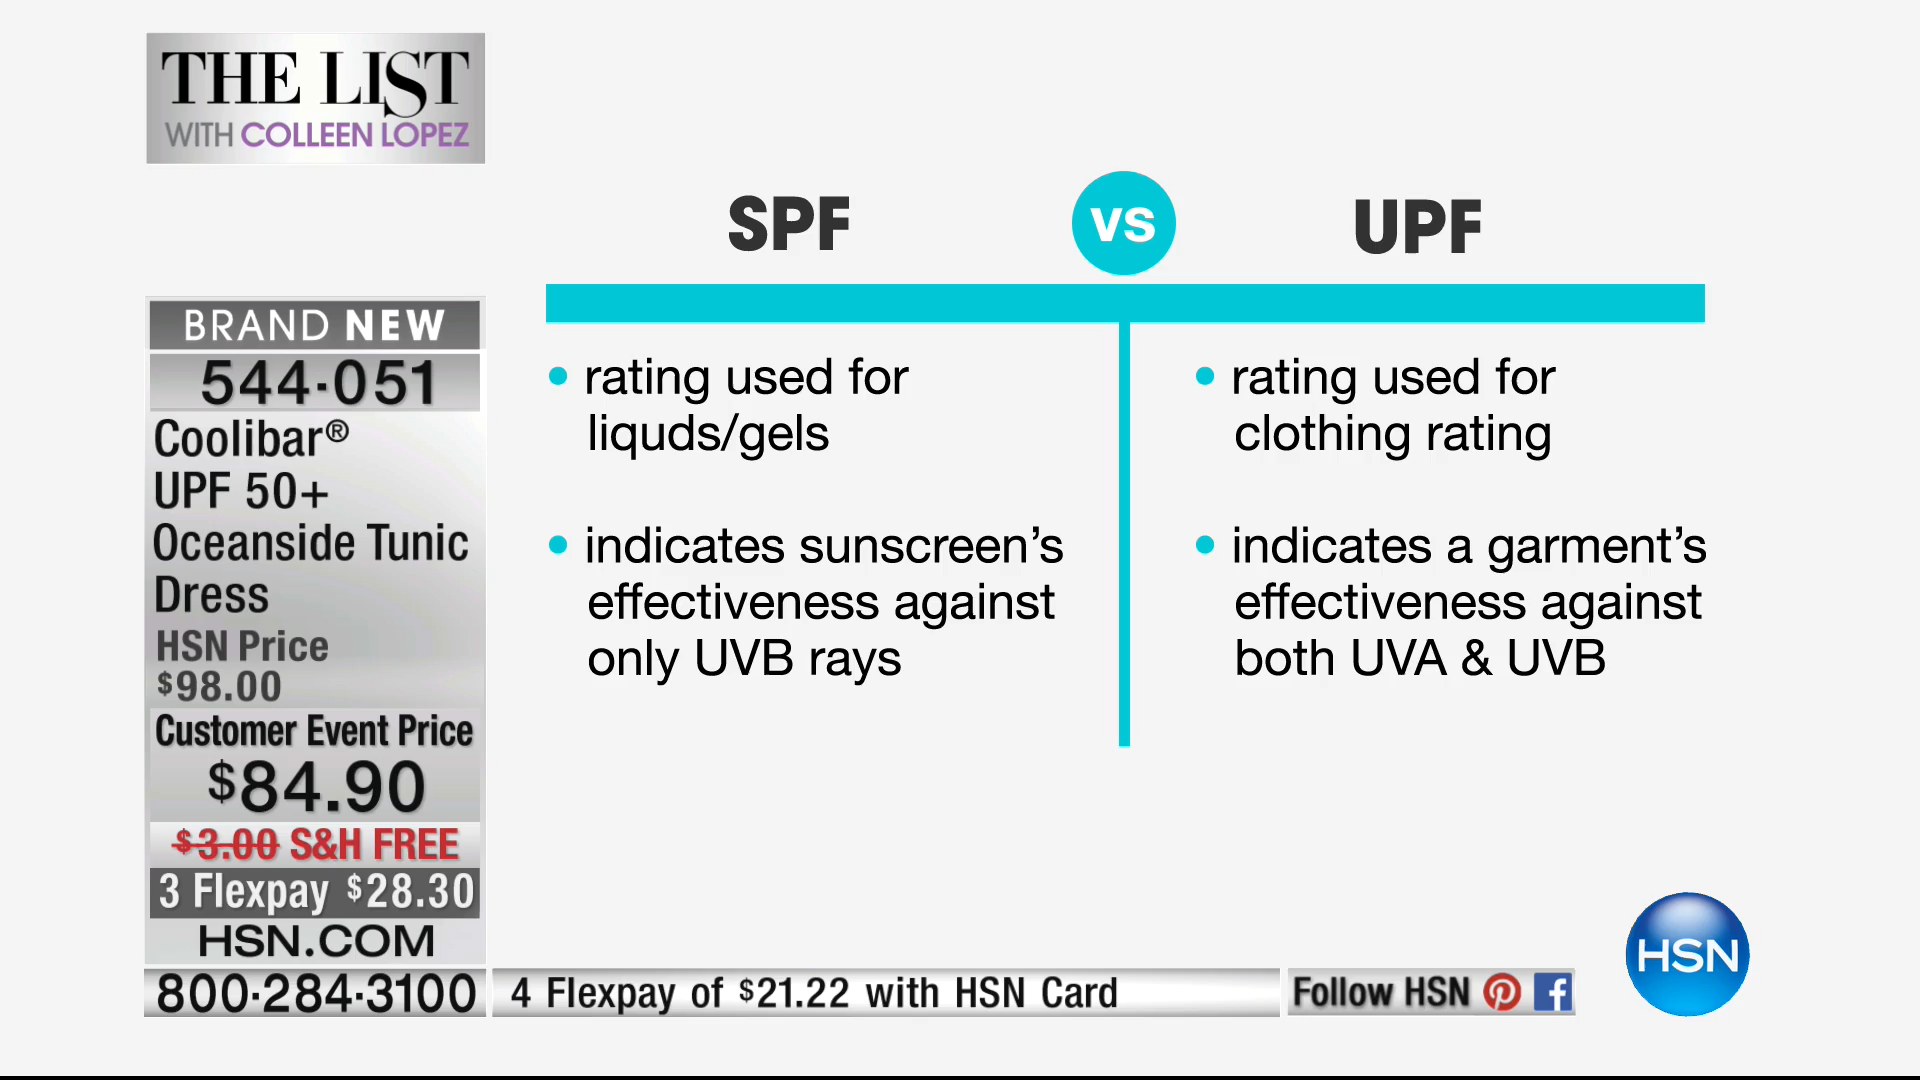 THE LIST
WITH COLLEEN LOPEZ
SPF
VS
UPF
• rating used for
liquds/gels
• indicates sunscreen’s
effectiveness against
only UVB rays
• rating used for
clothing rating
• indicates a garment’s
effectiveness against
both UVA & UVB
BRAND NEW
544·051
Coolibar®
UPF 50+
Oceanside Tunic
Dress
HSN Price
$98.00
Customer Event Price
$84.90
$3.00 S&H FREE
3 Flexpay $28.30
HSN.COM
800·284·3100
4 Flexpay of $21.22 with HSN Card
Follow HSN
HSN